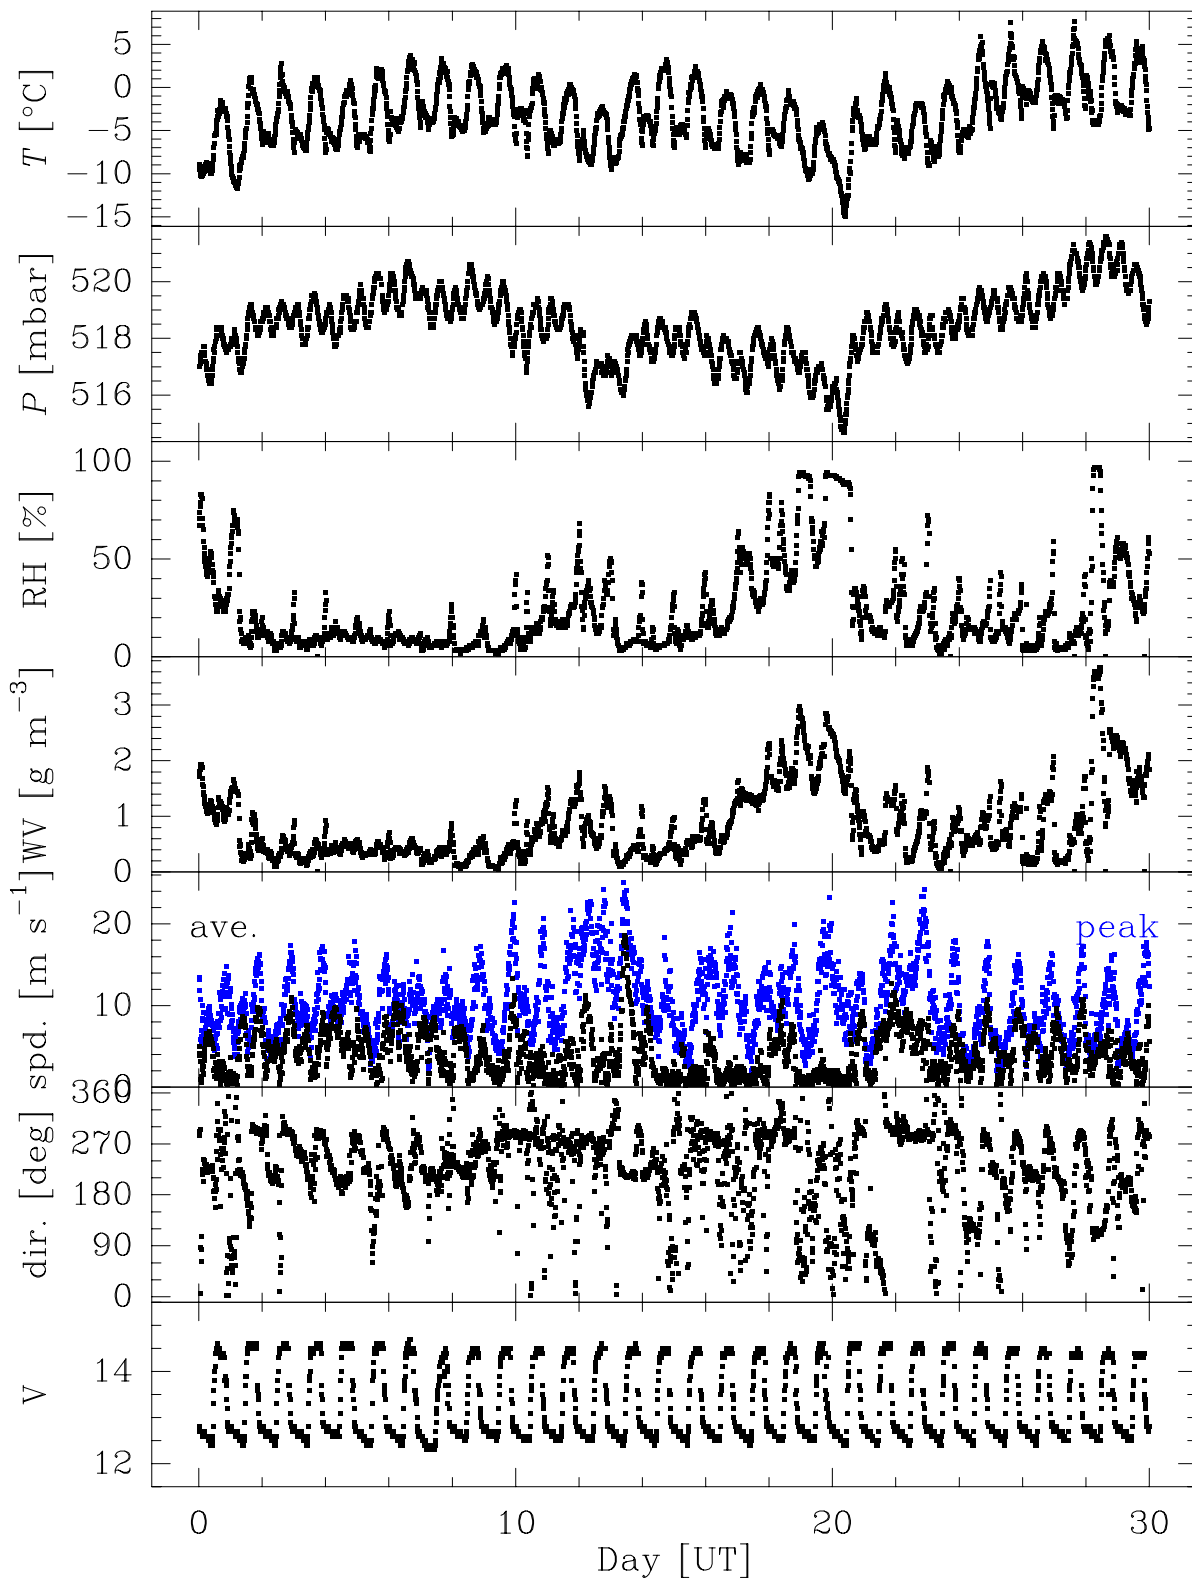 T [°C]
5
0
−5
−10
−15
P [mbar]
520
518
516
RH [%]
100
50
0
WV [g m−3]
3
2
1
0
spd. [m s−1]
ave.
peak
20
10
0
dir. [deg]
360
270
180
90
0
V
14
12
0 10 20 30
Day [UT]